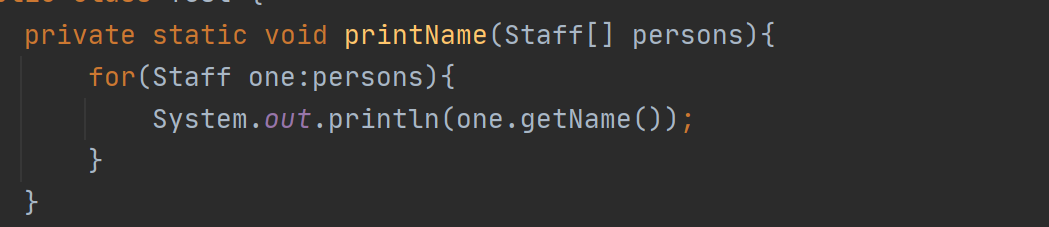 private static void printName(Staff[] persons){
for(Staff one:persons){
System.out.println(one.getName());
}
}